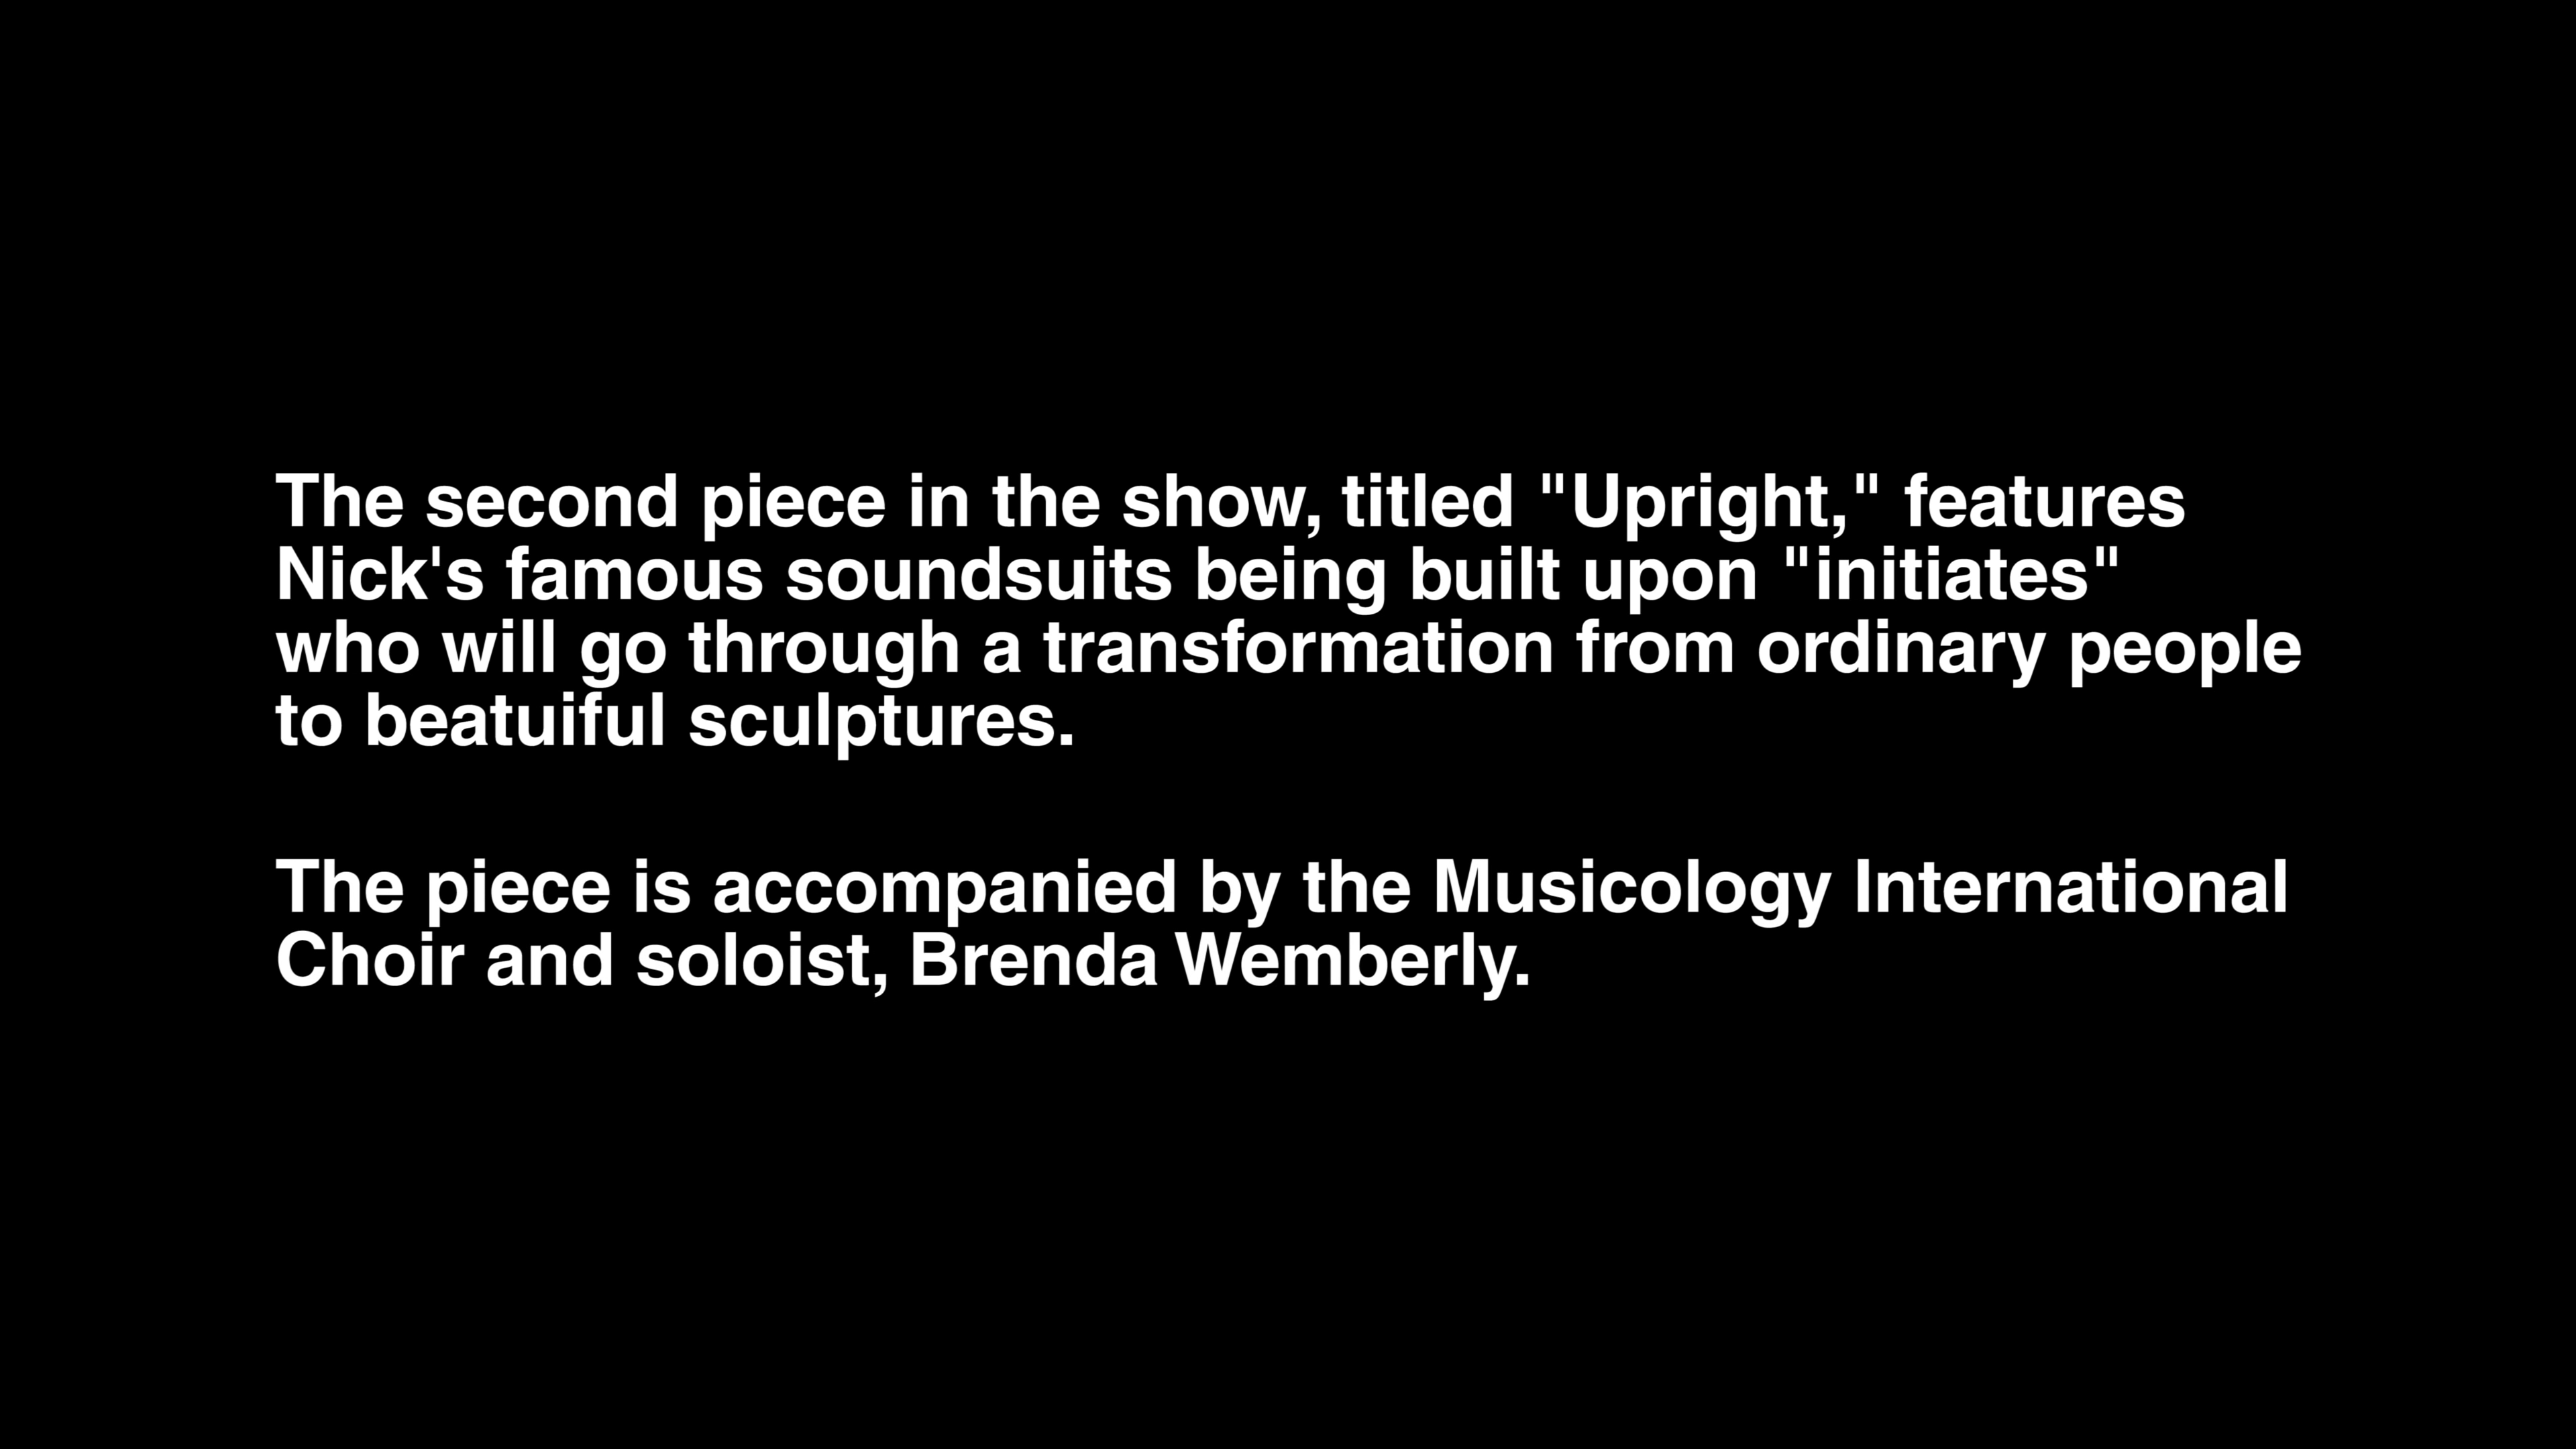 The second piece in the show, titled "Upright," features
Nick's famous soundsuits being built upon "initiates"
who will go through a transformation from ordinary people
to beatuiful sculptures.
The piece is accompanied by the Musicology International
Choir and soloist, Brenda Wemberly.